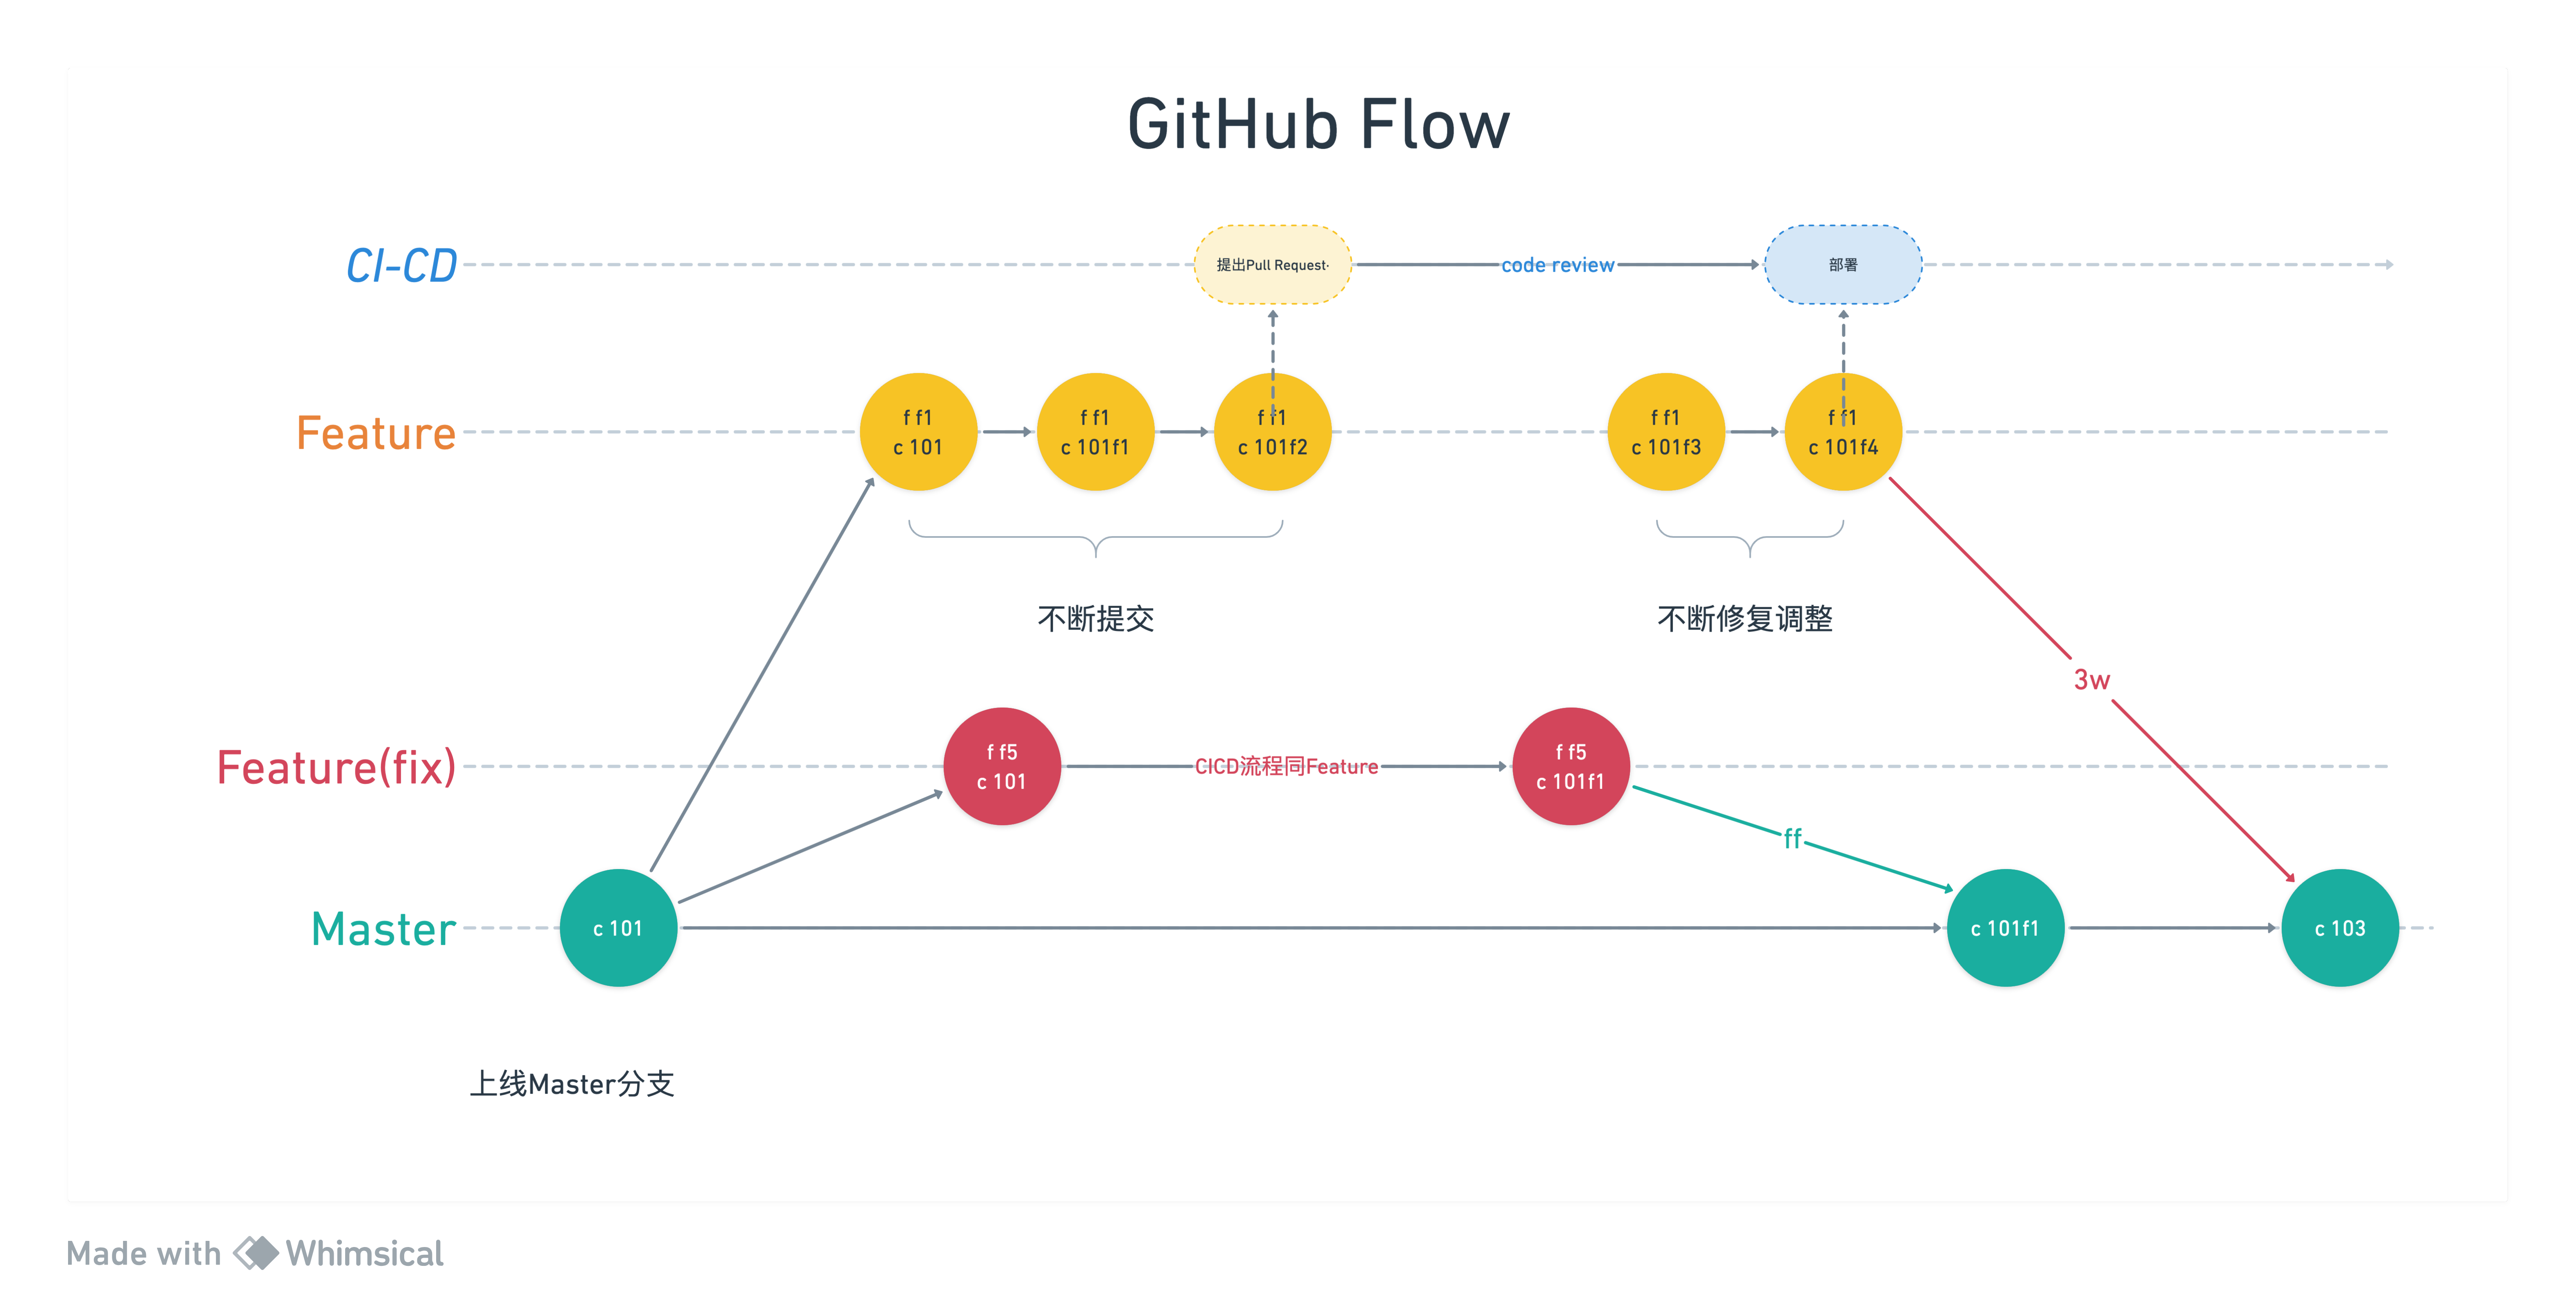 GitHub Flow
CI-CD
提出Pull Request·
code review
部署
Feature
f f1
c 101
f f1
c 101f1
f f1
c 101f2
f f1
c 101f3
f f1
c 101f4
不断提交
不断修复调整
3w
Feature(fix)
f f5
c 101
CICD流程同Feature
f f5
c 101f1
ff
Master
c 101
c 101f1
c 103
上线Master分支
Made with Whimsical